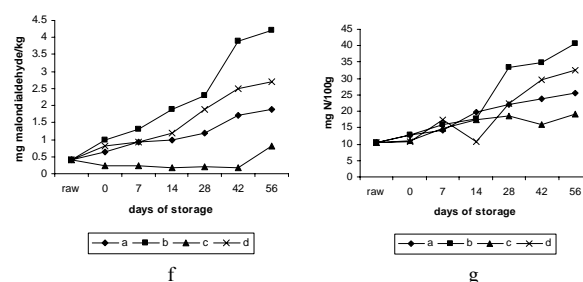 mg malondialdehyde/kg
4.5
4
3.5
3
2.5
2
1.5
1
0.5
0
raw 0 7 14 28 42 56
days of storage
a b c d
f
mg N/100g
45
40
35
30
25
20
15
10
5
0
raw 0 7 14 28 42 56
days of storage
a b c d
g